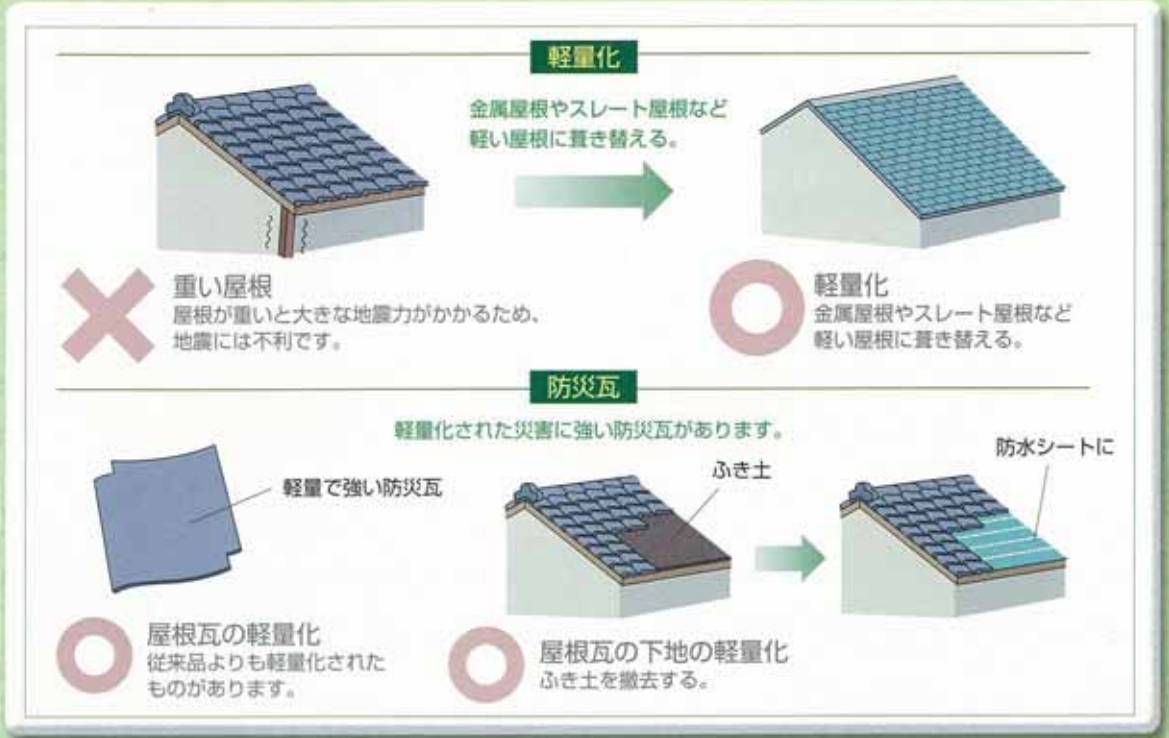 軽量化
金属屋根やスレート屋根など
軽い屋根に葺き替える。
重い屋根
屋根が重いと大きな地震力がかかるため、
地震には不利です。
軽量化
金属屋根やスレート屋根など
軽い屋根に葺き替える。
防災瓦
軽量化された災害に強い防災瓦があります。
軽量で強い防災瓦
ふき土
防水シートに
屋根瓦の軽量化
従来品よりも軽量化された
ものがあります。
屋根瓦の下地の軽量化
ふき土を撤去する。